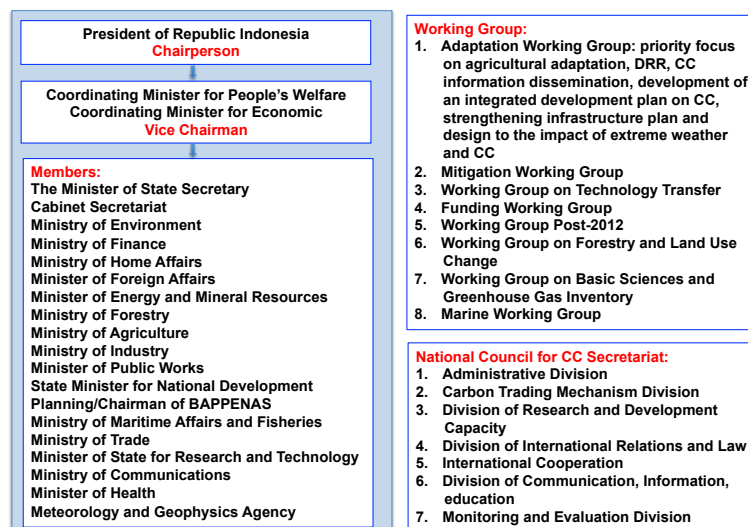 President of Republic Indonesia
Chairperson
Coordinating Minister for People's Welfare
Coordinating Minister for Economic
Vice Chairman
Members:
The Minister of State Secretary
Cabinet Secretariat
Ministry of Environment
Ministry of Finance
Ministry of Home Affairs
Minister of Foreign Affairs
Minister of Energy and Mineral Resources
Ministry of Forestry
Ministry of Agriculture
Ministry of Industry
Minister of Public Works
State Minister for National Development
Planning/Chairman of BAPPENAS
Ministry of Maritime Affairs and Fisheries
Ministry of Trade
Minister of State for Research and Technology
Ministry of Communications
Minister of Health
Meteorology and Geophysics Agency
Working Group:
1. Adaptation Working Group: priority focus
on agricultural adaptation, DRR, CC
information dissemination, development of
an integrated development plan on CC,
strengthening infrastructure plan and
design to the impact of extreme weather
and CC
2. Mitigation Working Group
3. Working Group on Technology Transfer
4. Funding Working Group
5. Working Group Post-2012
6. Working Group on Forestry and Land Use
Change
7. Working Group on Basic Sciences and
Greenhouse Gas Inventory
8. Marine Working Group
National Council for CC Secretariat:
1. Administrative Division
2. Carbon Trading Mechanism Division
3. Division of Research and Development
Capacity
4. Division of International Relations and Law
5. International Cooperation
6. Division of Communication, Information,
education
7. Monitoring and Evaluation Division